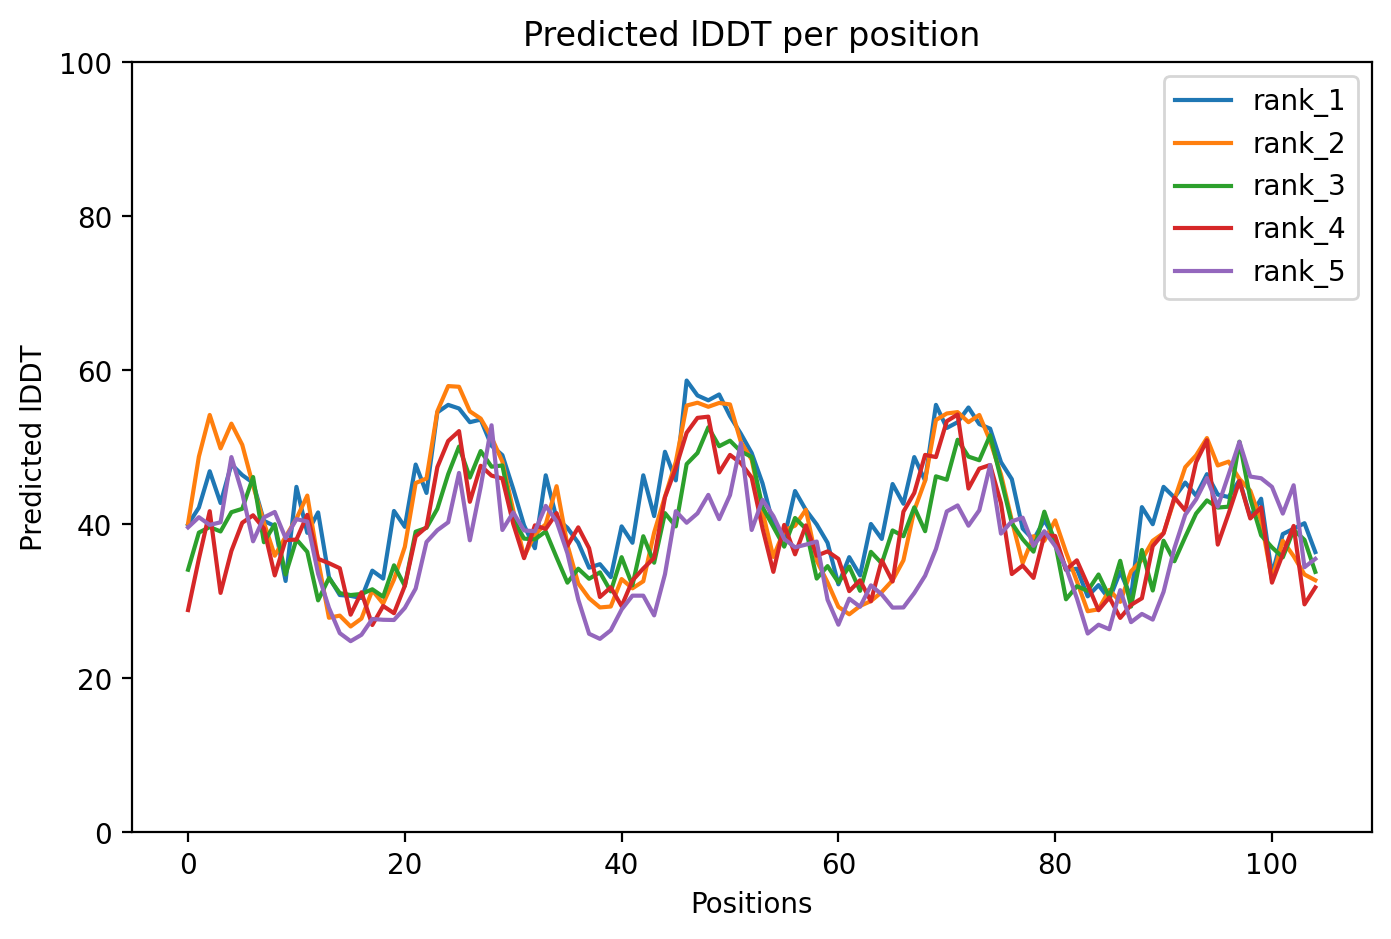 Predicted lDDT per position
100
80
60
40
20
0
Predicted lDDT
0 20 40 60 80 100
Positions
rank_1
rank_2
rank_3
rank_4
rank_5